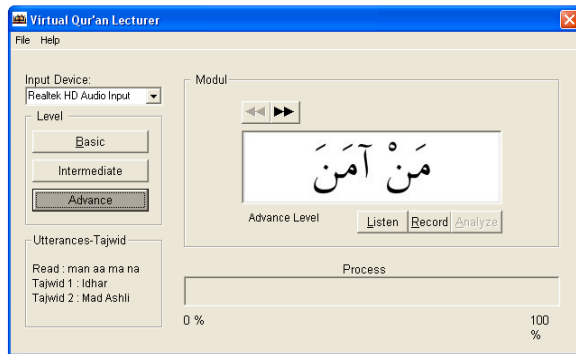 Virtual Qur'an Lecturer
File Help
Input Device:
Realtek HD Audio Input
Level
Basic
Intermediate
Advance
Utterances-Tajwid
Read : man aa ma na
Tajwid 1 : Idhar
Tajwid 2 : Mad Ashli
Modul
مَنْ آمَنَ
Advance Level
Listen Record Analyze
Process
0 %
100 %